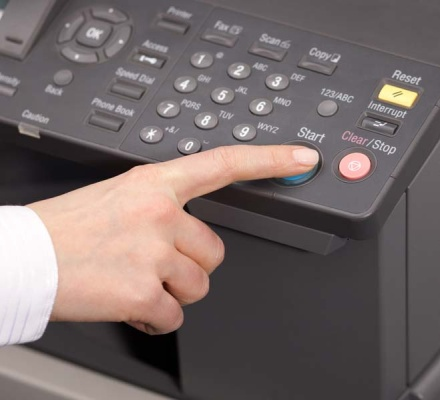 Printer
Fax
Scan
Copy
Reset
OK
Access
1
2 ABC
3 DEF
123/ABC
Interrupt
Speed Dial
4 GHI
5 JKL
6 MNO
Caution
Phone Book
7 PQRS
8 TUV
9 WXYZ
Start
Clear/Stop
0